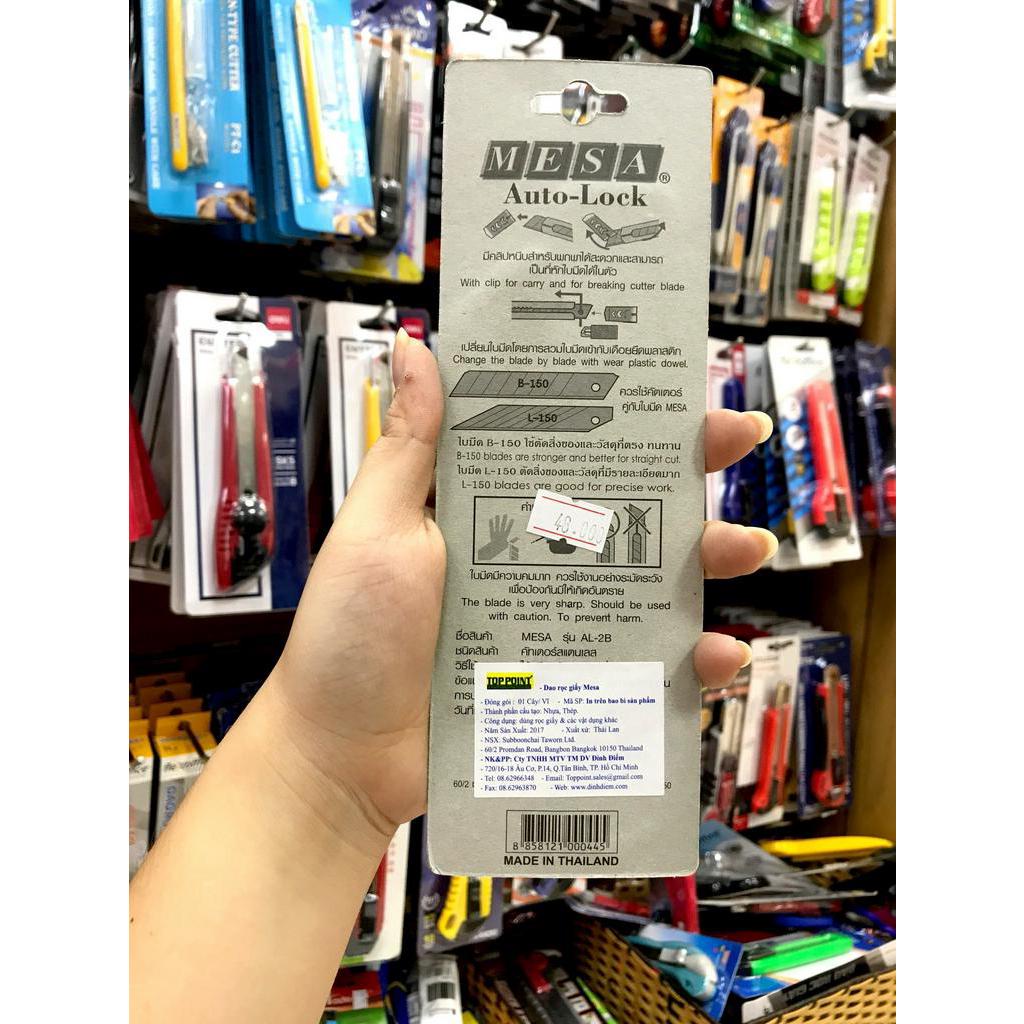 MESA®
Auto-Lock
มีคลิปหนีบสำหรับพกพาได้สะดวกและสามารถ
เป็นที่หักใบมีดได้ในตัว
With clip for carry and for breaking cutter blade
เปลี่ยนใบมีดโดยการสวมใบมีดเข้ากับเดือยยึดพลาสติก
Change the blade by blade with wear plastic dowel.
B-150
ควรใช้คัตเตอร์
คู่กับใบมีด MESA
L-150
ใบมีด B-150 ใช้ตัดสิ่งของและวัสดุที่ตรง ทนทาน
B-150 blades are stronger and better for straight cut.
ใบมีด L-150 ตัดสิ่งของและวัสดุที่มีรายละเอียดมาก
L-150 blades are good for precise work.
48.000
ใบมีดมีความคมมาก ควรใช้งานอย่างระมัดระวัง
เพื่อป้องกันมิให้เกิดอันตราย
The blade is very sharp. Should be used
with caution. To prevent harm.
ชื่อสินค้า MESA รุ่น AL-2B
ชนิดสินค้า คัทเตอร์สแตนเลส
TOP POINT - Dao rọc giấy Mesa
- Đóng gói : 01 Cây/ Vỉ - Mã SP: In trên bao bì sản phẩm
- Thành phần cấu tạo: Nhựa, Thép.
- Công dụng: dùng rọc giấy & các vật dụng khác
- Năm Sản Xuất: 2017 - Xuất xứ: Thái Lan
- NSX: Subboonchai Taworn Ltd.
- 60/2 Promdan Road, Bangbon Bangkok 10150 Thailand
- NK&PP: Cty TNHH MTV TM DV Đỉnh Điểm
- 720/16-18 Âu Cơ, P.14, Q.Tân Bình, TP. Hồ Chí Minh
- Tel: 08.62966348 - Email: Toppoint.sales@gmail.com
- Fax: 08.62963870 - Web: www.dinhdiem.com
60/2
8 858121 000445
MADE IN THAILAND